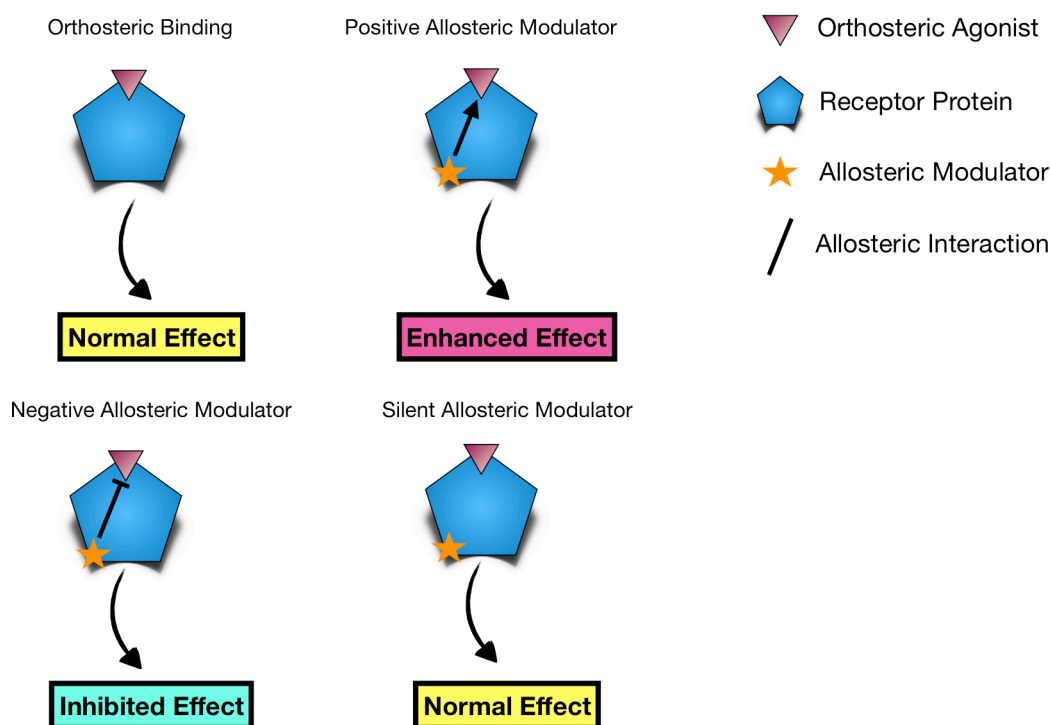 Orthosteric Binding
Positive Allosteric Modulator
Orthosteric Agonist
Receptor Protein
Allosteric Modulator
Allosteric Interaction
Normal Effect
Enhanced Effect
Negative Allosteric Modulator
Silent Allosteric Modulator
Inhibited Effect
Normal Effect